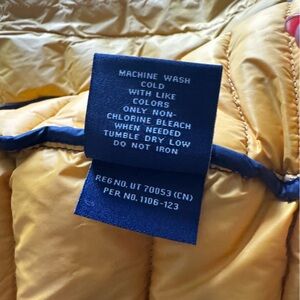 MACHINE WASH
COLD
WITH LIKE
COLORS
ONLY NON-
CHLORINE BLEACH
WHEN NEEDED
TUMBLE DRY LOW
DO NOT IRON
REG NO. UT 70053 (CN)
PER NO. 1106-123